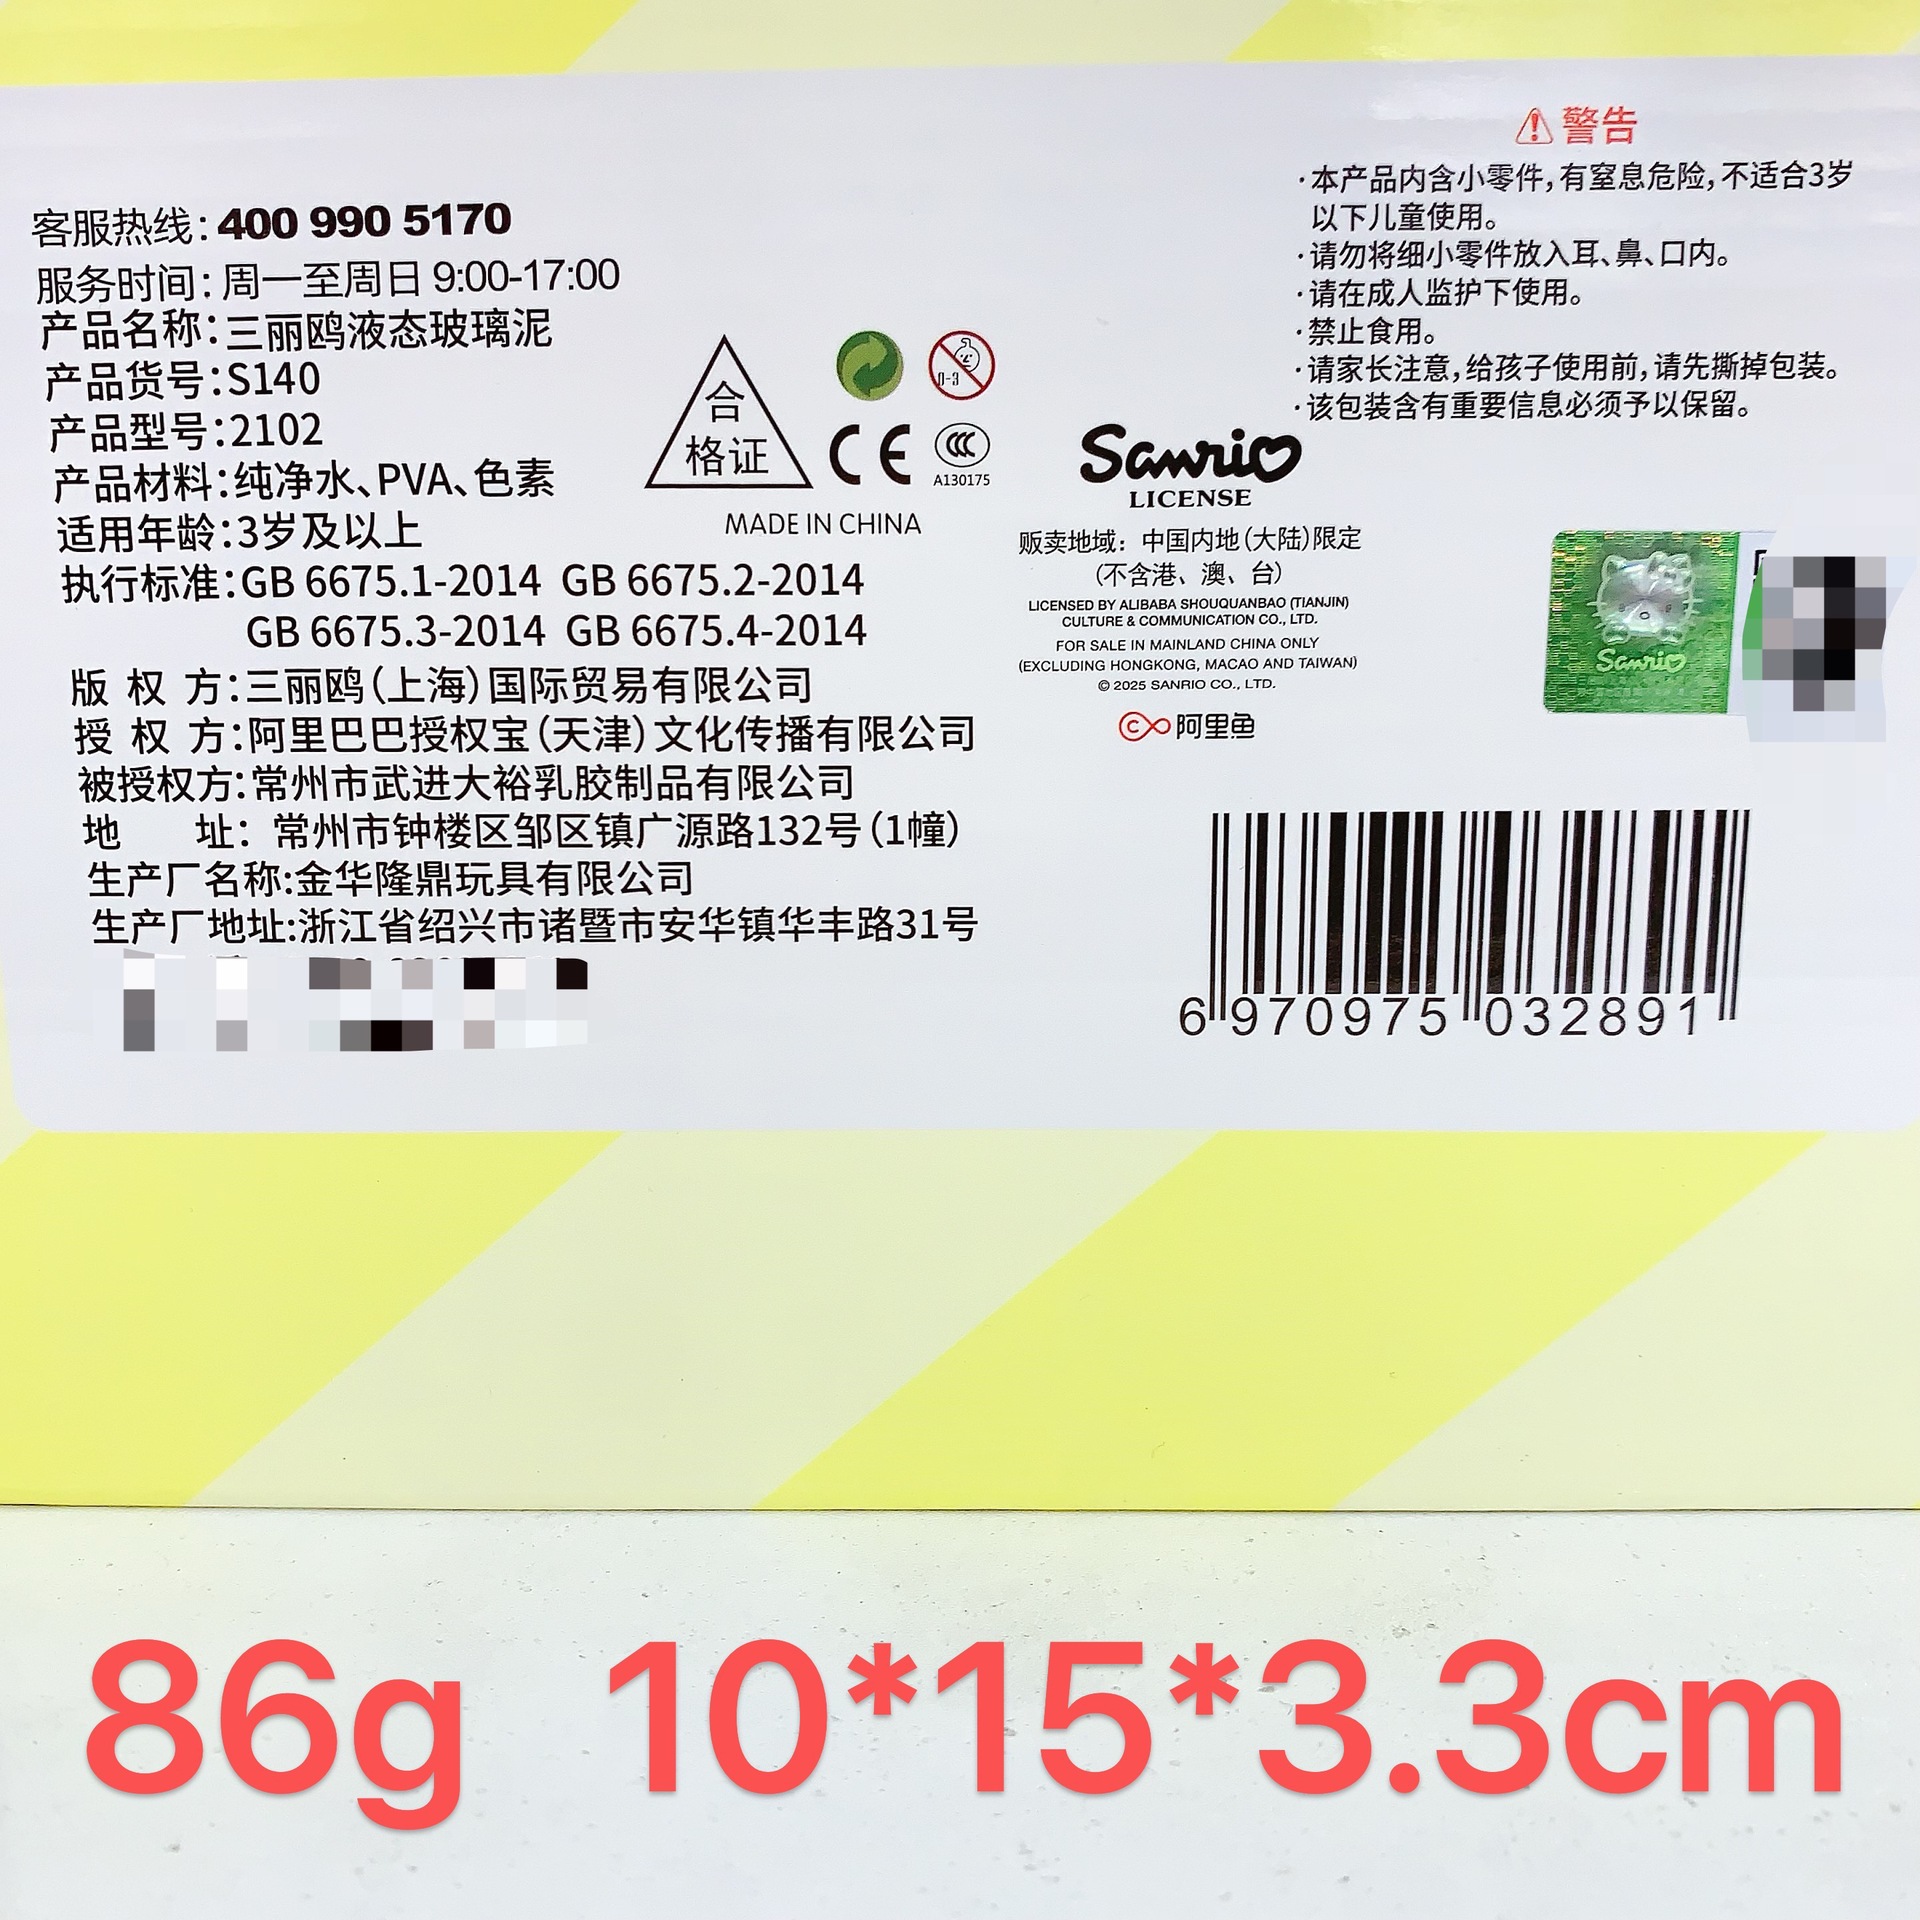 客服热线：400 990 5170
服务时间：周一至周日 9:00-17:00
产品名称：三丽鸥液态玻璃泥
产品货号：S140
产品型号：2102
产品材料：纯净水、PVA、色素
适用年龄：3岁及以上
执行标准：GB 6675.1-2014 GB 6675.2-2014
GB 6675.3-2014 GB 6675.4-2014
版 权 方：三丽鸥（上海）国际贸易有限公司
授 权 方：阿里巴巴授权宝（天津）文化传播有限公司
被授权方：常州市武进大裕乳胶制品有限公司
地 址：常州市钟楼区邹区镇广源路132号（1幢）
生产厂名称：金华隆鼎玩具有限公司
生产厂地址：浙江省绍兴市诸暨市安华镇华丰路31号
合
格证
0-3
CE
CCC
A130175
MADE IN CHINA
Sanrio
LICENSE
贩卖地域：中国内地（大陆）限定
（不含港、澳、台）
LICENSED BY ALIBABA SHOUQUANBAO (TIANJIN)
CULTURE & COMMUNICATION CO., LTD.
FOR SALE IN MAINLAND CHINA ONLY
(EXCLUDING HONGKONG, MACAO AND TAIWAN)
© 2025 SANRIO CO., LTD.
阿里鱼
警告
·本产品内含小零件，有窒息危险，不适合3岁
以下儿童使用。
·请勿将细小零件放入耳、鼻、口内。
·请在成人监护下使用。
·禁止食用。
·请家长注意，给孩子使用前，请先撕掉包装。
·该包装含有重要信息必须予以保留。
Sanrio
6 970975 032891
86g 10*15*3.3cm